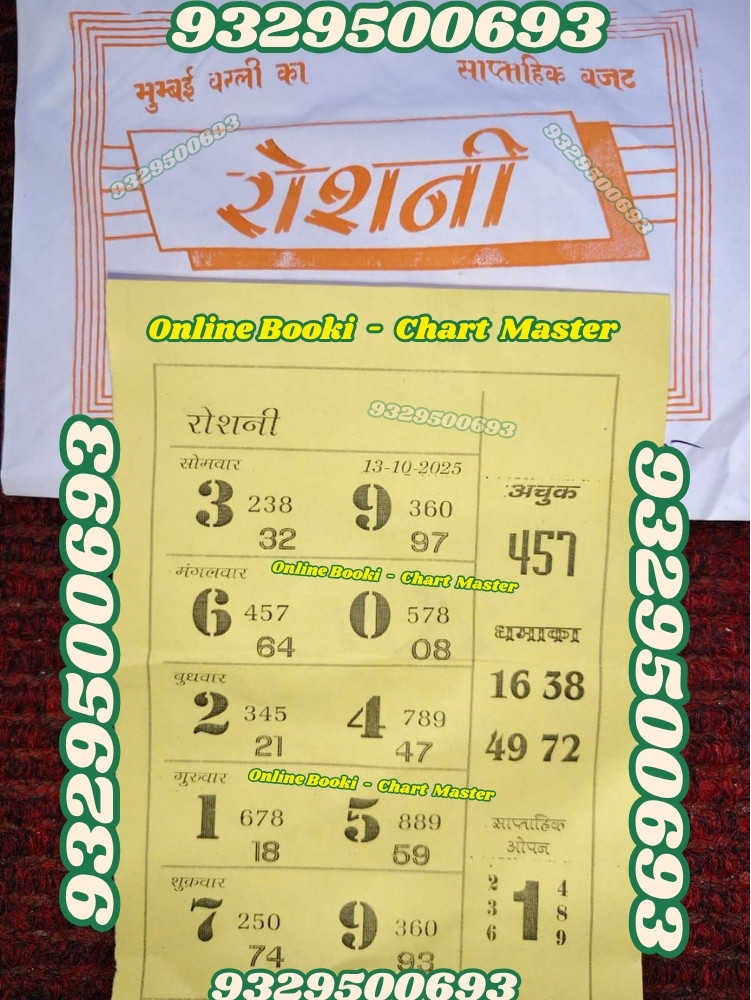 9329500693
मुम्बई वरली का साप्ताहिक बजट
9329500693 9329500693
रोशनी
Online Booki - Chart Master
रोशनी
9329500693
सोमवार 13-10-2025
3 238 9 360
32 97
Online Booki - Chart Master
मंगलवार
6 457 0 578
64 08
बुधवार
2 345 4 789
21 47
Online Booki - Chart Master
गुरुवार
1 678 5 889
18 59
शुक्रवार
7 250 9 360
74 93
अचुक
457
धमाका
16 38
49 72
साप्ताहिक
ओपन
2 4
3 1 8
6 9
9329500693
9329500693
9329500693